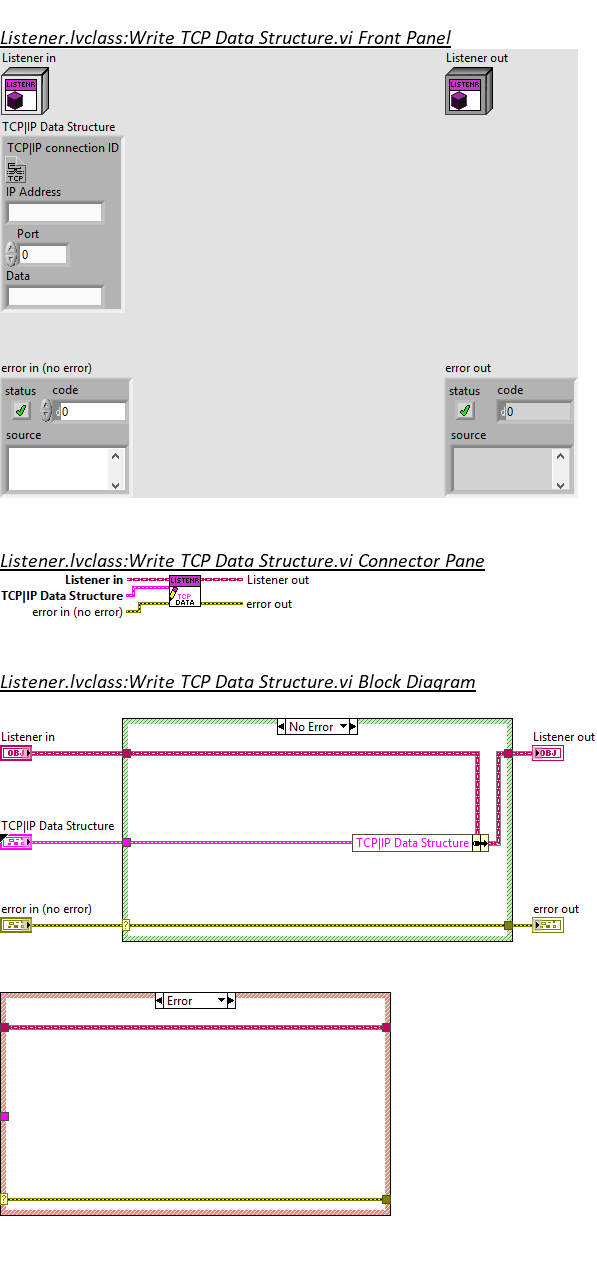 Listener.lvclass:Write TCP Data Structure.vi Front Panel
Listener in
Listener out
LISTENR
LISTENR
TCP|IP Data Structure
TCP|IP connection ID
TCP
IP Address
Port
0
Data
error in (no error)
error out
status code
status code
d 0
d 0
source
source
Listener.lvclass:Write TCP Data Structure.vi Connector Pane
Listener in
LISTENR
Listener out
TCP|IP Data Structure
TCP
DATA
error in (no error)
error out
Listener.lvclass:Write TCP Data Structure.vi Block Diagram
No Error
Listener in
Listener out
OBJ
OBJ
TCP|IP Data Structure
TCP|IP Data Structure
error in (no error)
error out
?
Error
?